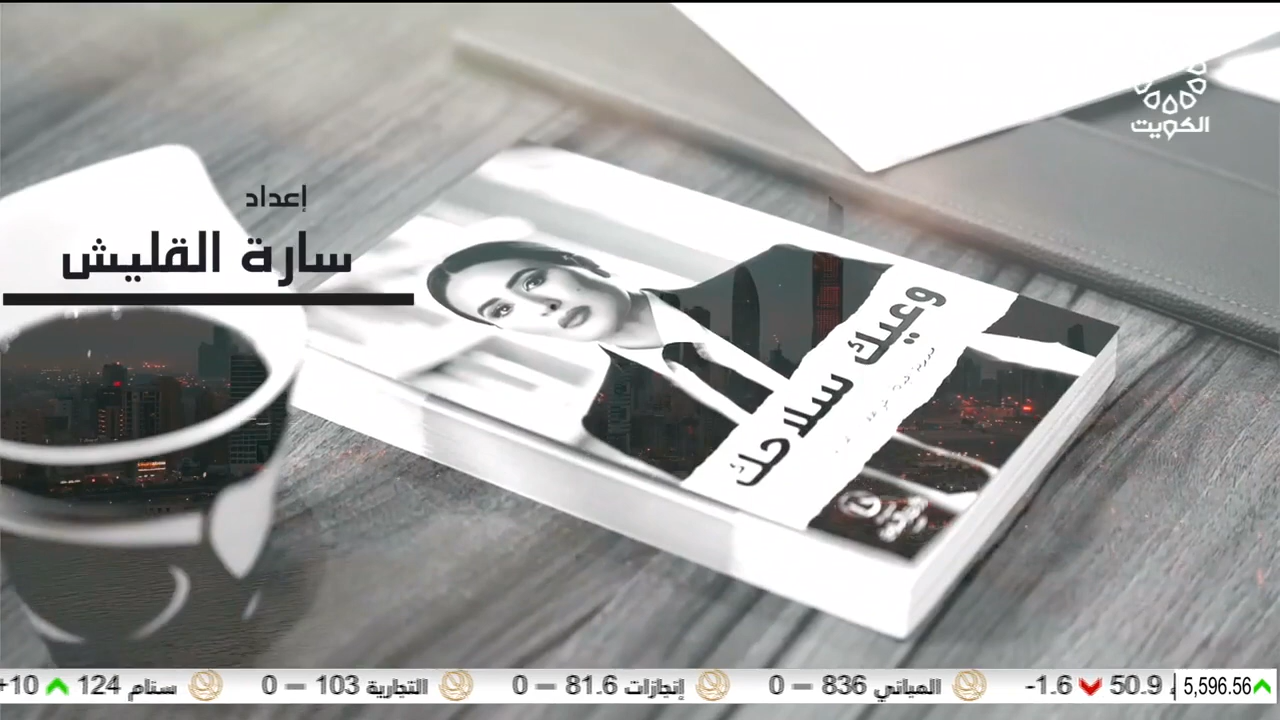 الكويت
إعداد
سارة القليش
وعيك سلاحك
5,596.56 50.9 -1.6 المباني 836 – 0 إنجازات 81.6 – 0 التجارية 103 – 0 سنام 124 +10